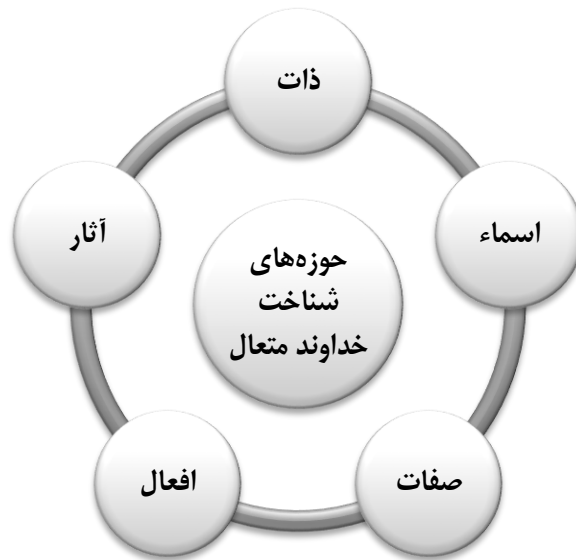 ذات
اسماء
صفات
افعال
آثار
حوزه‌های
شناخت
خداوند متعال